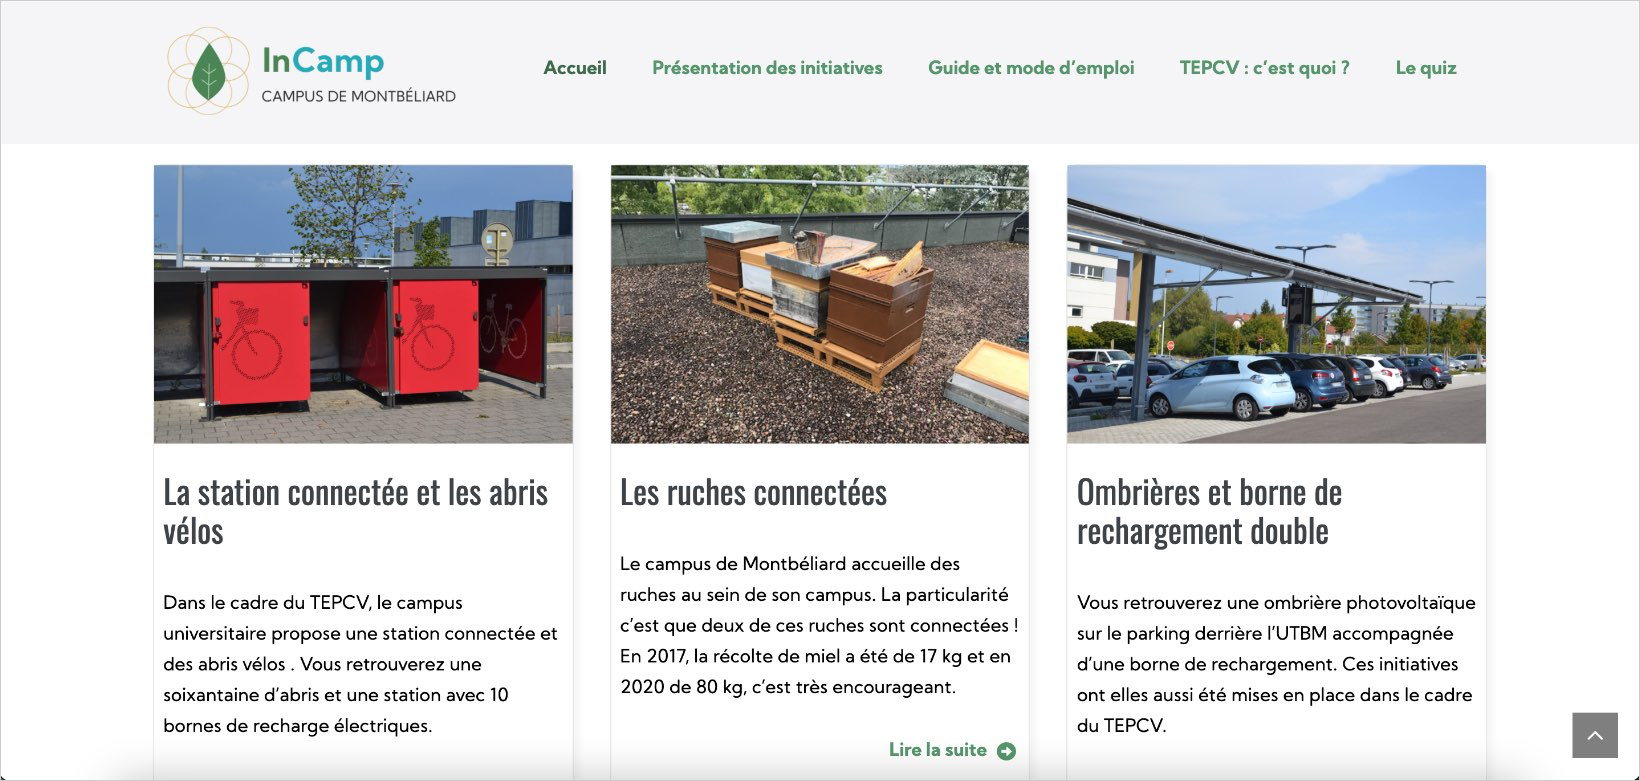 InCamp
CAMPUS DE MONTBÉLIARD
Accueil
Présentation des initiatives
Guide et mode d’emploi
TEPCV : c’est quoi ?
Le quiz
La station connectée et les abris
vélos
Dans le cadre du TEPCV, le campus
universitaire propose une station connectée et
des abris vélos . Vous retrouverez une
soixantaine d’abris et une station avec 10
bornes de recharge électriques.
Les ruches connectées
Le campus de Montbéliard accueille des
ruches au sein de son campus. La particularité
c’est que deux de ces ruches sont connectées !
En 2017, la récolte de miel a été de 17 kg et en
2020 de 80 kg, c’est très encourageant.
Lire la suite
Ombrières et borne de
rechargement double
Vous retrouverez une ombrière photovoltaïque
sur le parking derrière l’UTBM accompagnée
d’une borne de rechargement. Ces initiatives
ont elles aussi été mises en place dans le cadre
du TEPCV.